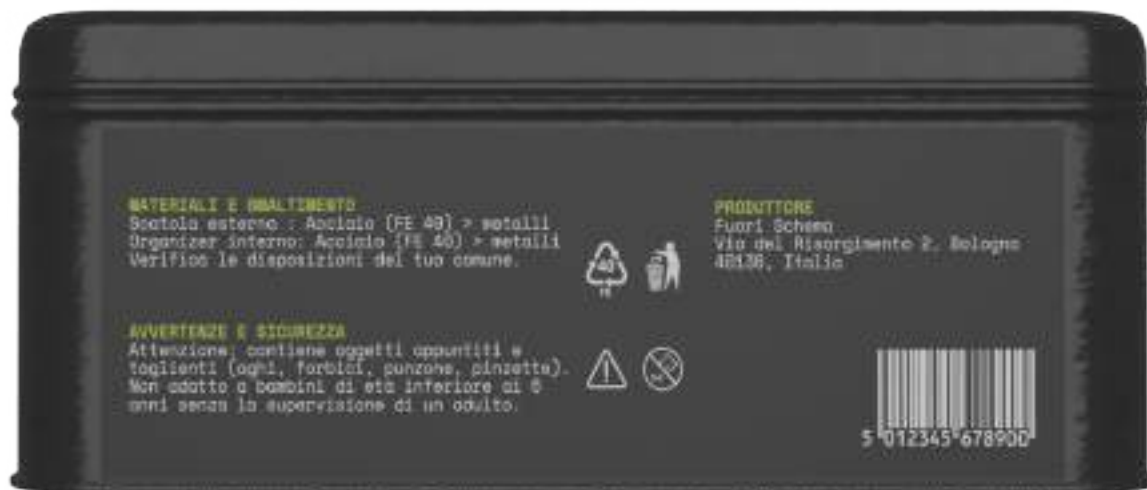 MATERIALI E SMALTIMENTO
Scatola esterna : Acciaio (FE 40) > metalli
Organizer interno: Acciaio (FE 40) > metalli
Verifica le disposizioni del tuo comune.
40
FE
PRODUTTORE
Fuori Schema
Via del Risorgimento 2, Bologna
40136, Italia
AVVERTENZE E SICUREZZA
Attenzione: contiene oggetti appuntiti e
taglienti (aghi, forbici, punzone, pinzette).
Non adatto a bambini di età inferiore ai
anni senza la supervisione di un adulto.
5 012345 678900